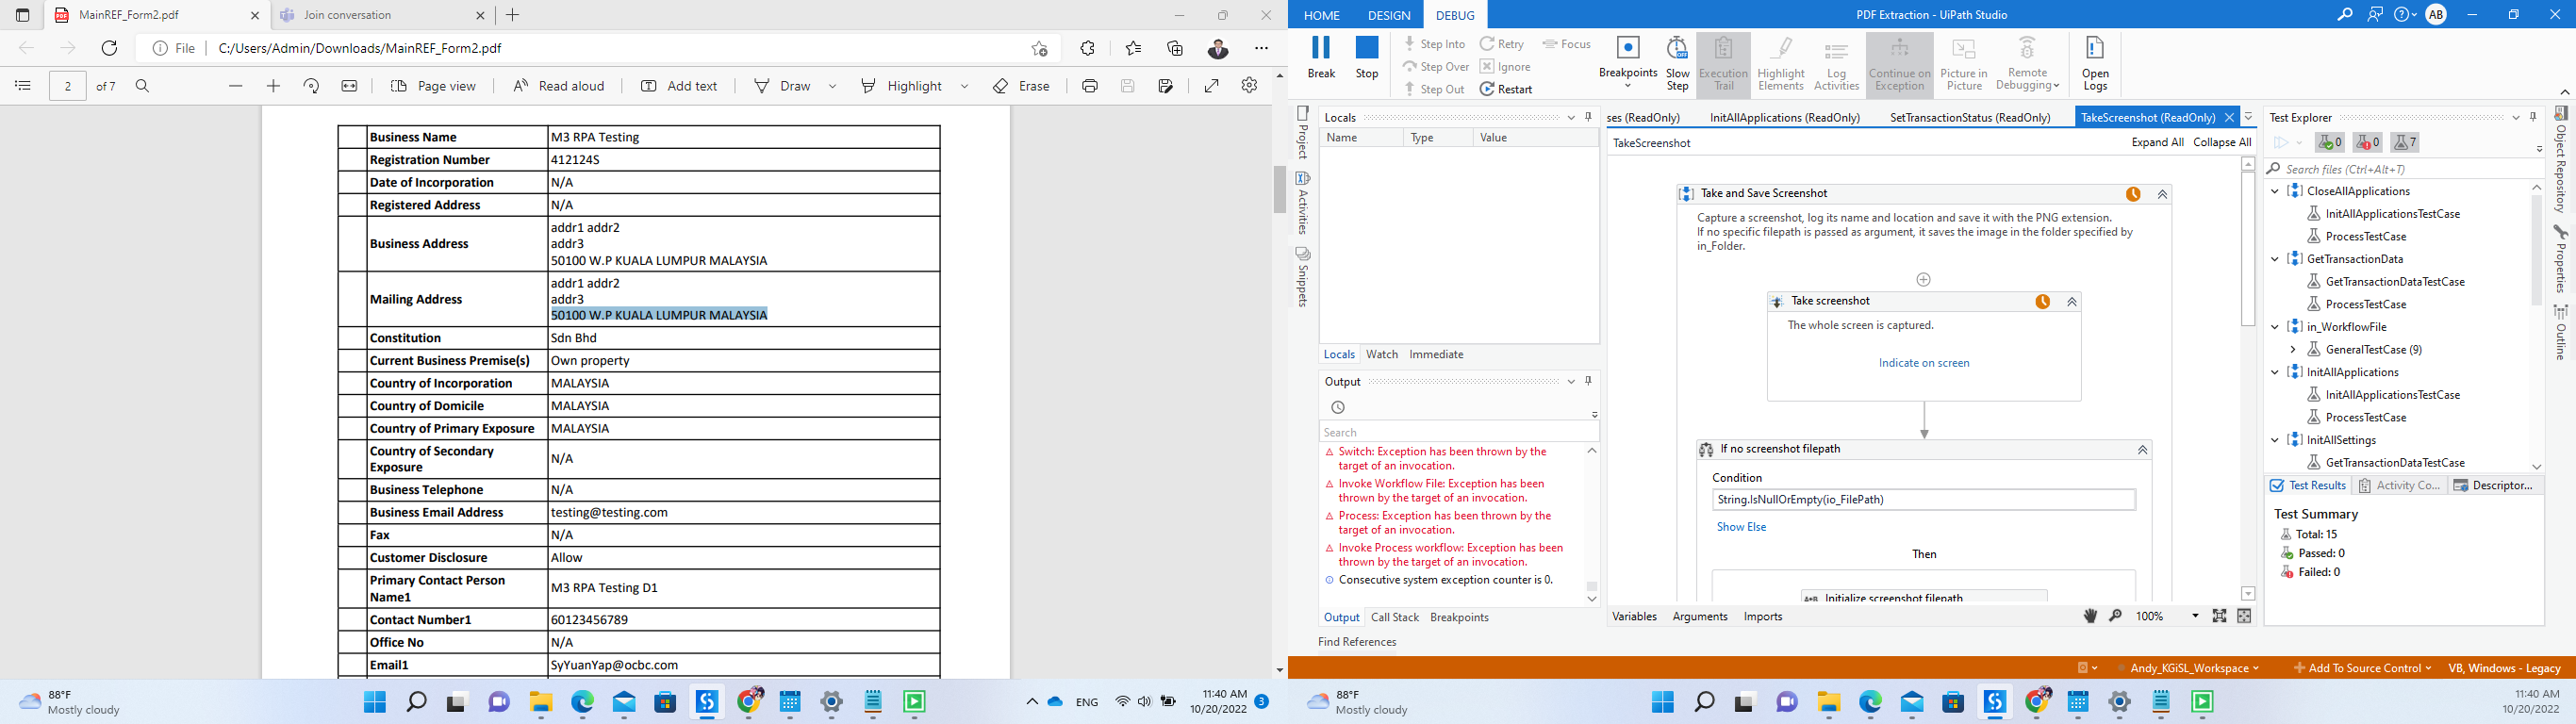 MainREF_Form2.pdf
Join conversation
File
C:/Users/Admin/Downloads/MainREF_Form2.pdf
2 of 7
Page view
Read aloud
Add text
Draw
Highlight
Erase
Business Name M3 RPA Testing
Registration Number 412124S
Date of Incorporation N/A
Registered Address N/A
Business Address addr1 addr2
addr3
50100 W.P KUALA LUMPUR MALAYSIA
Mailing Address addr1 addr2
addr3
50100 W.P KUALA LUMPUR MALAYSIA
Constitution Sdn Bhd
Current Business Premise(s) Own property
Country of Incorporation MALAYSIA
Country of Domicile MALAYSIA
Country of Primary Exposure MALAYSIA
Country of Secondary
Exposure N/A
Business Telephone N/A
Business Email Address testing@testing.com
Fax N/A
Customer Disclosure Allow
Primary Contact Person
Name1 M3 RPA Testing D1
Contact Number1 60123456789
Office No N/A
Email1 SyYuanYap@ocbc.com
88°F
Mostly cloudy
ENG
11:40 AM
10/20/2022
3
HOME DESIGN DEBUG
PDF Extraction - UiPath Studio
AB
Break
Stop
Step Into
Step Over
Step Out
Retry
Ignore
Restart
Focus
Breakpoints
Slow
Step
Execution
Trail
Highlight
Elements
Log
Activities
Continue on
Exception
Picture in
Picture
Remote
Debugging
Open
Logs
Project
Activities
Snippets
Locals
Name Type Value
Locals Watch Immediate
Output
Search
Switch: Exception has been thrown by the
target of an invocation.
Invoke Workflow File: Exception has been
thrown by the target of an invocation.
Process: Exception has been thrown by the
target of an invocation.
Invoke Process workflow: Exception has been
thrown by the target of an invocation.
Consecutive system exception counter is 0.
Output Call Stack Breakpoints
Find References
ses (ReadOnly) InitAllApplications (ReadOnly) SetTransactionStatus (ReadOnly) TakeScreenshot (ReadOnly)
TakeScreenshot
Expand All Collapse All
Take and Save Screenshot
Capture a screenshot, log its name and location and save it with the PNG extension.
If no specific filepath is passed as argument, it saves the image in the folder specified by
in_Folder.
Take screenshot
The whole screen is captured.
Indicate on screen
If no screenshot filepath
Condition
String.IsNullOrEmpty(io_FilePath)
Show Else
Then
A+B Initialize screenshot filepath
Variables Arguments Imports
100%
Test Explorer
0 0 7
Search files (Ctrl+Alt+T)
CloseAllApplications
InitAllApplicationsTestCase
ProcessTestCase
GetTransactionData
GetTransactionDataTestCase
ProcessTestCase
in_WorkflowFile
GeneralTestCase (9)
InitAllApplications
InitAllApplicationsTestCase
ProcessTestCase
InitAllSettings
GetTransactionDataTestCase
Test Results Activity Co... Descriptor...
Test Summary
Total: 15
Passed: 0
Failed: 0
Object Repository
Properties
Outline
Andy_KGiSL_Workspace
Add To Source Control
VB, Windows - Legacy
88°F
Mostly cloudy
11:40 AM
10/20/2022